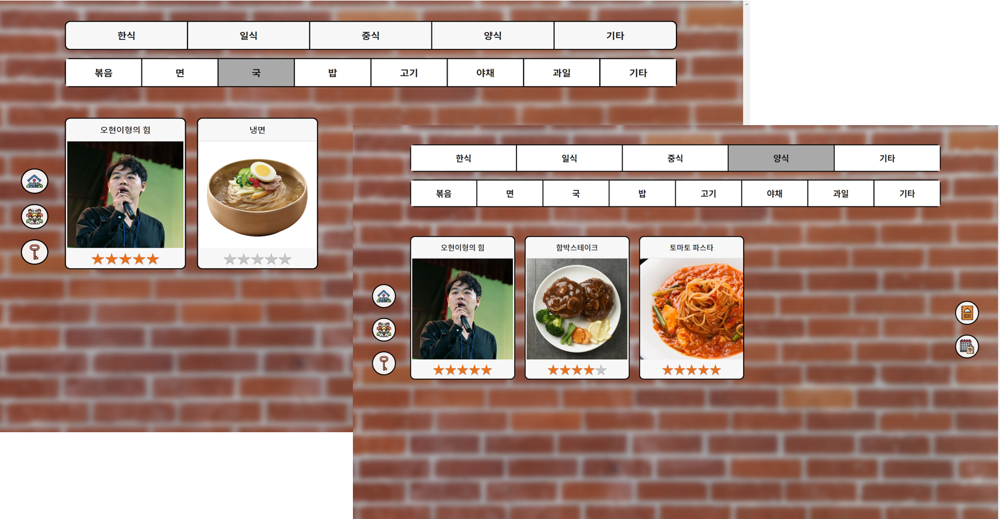 한식 일식 중식 양식 기타
볶음 면 국 밥 고기 야채 과일 기타
오현이형의 힘 냉면
한식 일식 중식 양식 기타
볶음 면 국 밥 고기 야채 과일 기타
오현이형의 힘 함박스테이크 토마토 파스타